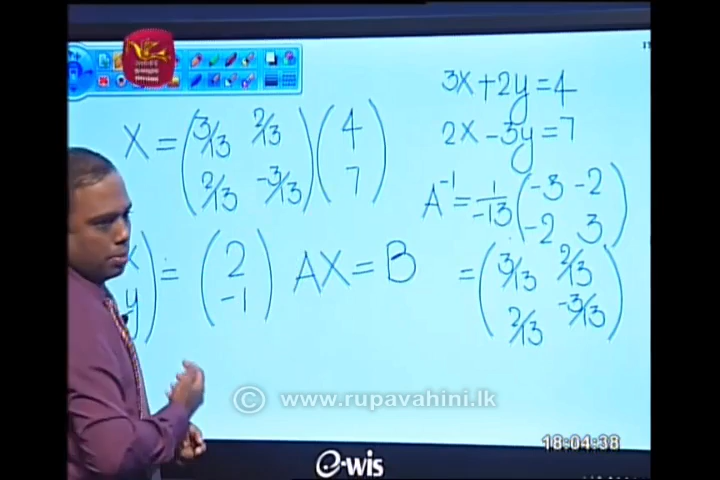 3x+2y=4
2x-3y=7
X = (3/13 2/13) (4)
(2/13 -3/13) (7)
A⁻¹ = 1/-13 (-3 -2)
(-2 3)
= (3/13 2/13)
(2/13 -3/13)
(x) = (2)
(y) (-1)
AX = B
© www.rupavahini.lk
18:04:38
e-wis